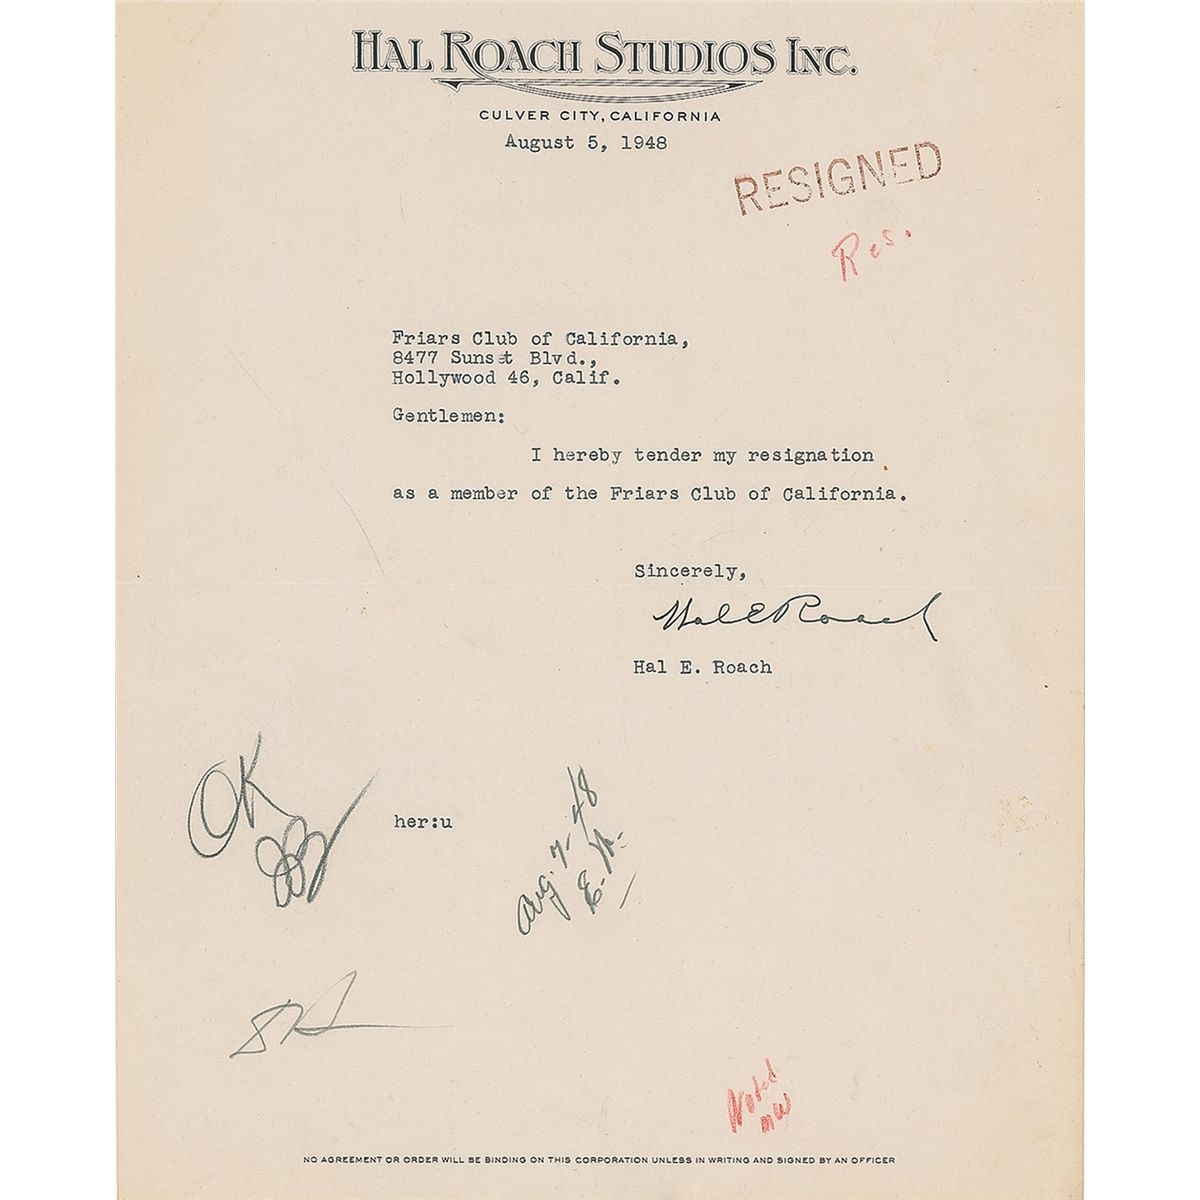 HAL ROACH STUDIOS INC.
CULVER CITY, CALIFORNIA
August 5, 1948
RESIGNED
Res.
Friars Club of California,
8477 Sunset Blvd.,
Hollywood 46, Calif.
Gentlemen:
I hereby tender my resignation
as a member of the Friars Club of California.
Sincerely,
Hal E Roach
Hal E. Roach
OK
her:u
Aug. 7-48
Noted
MW
NO AGREEMENT OR ORDER WILL BE BINDING ON THIS CORPORATION UNLESS IN WRITING AND SIGNED BY AN OFFICER